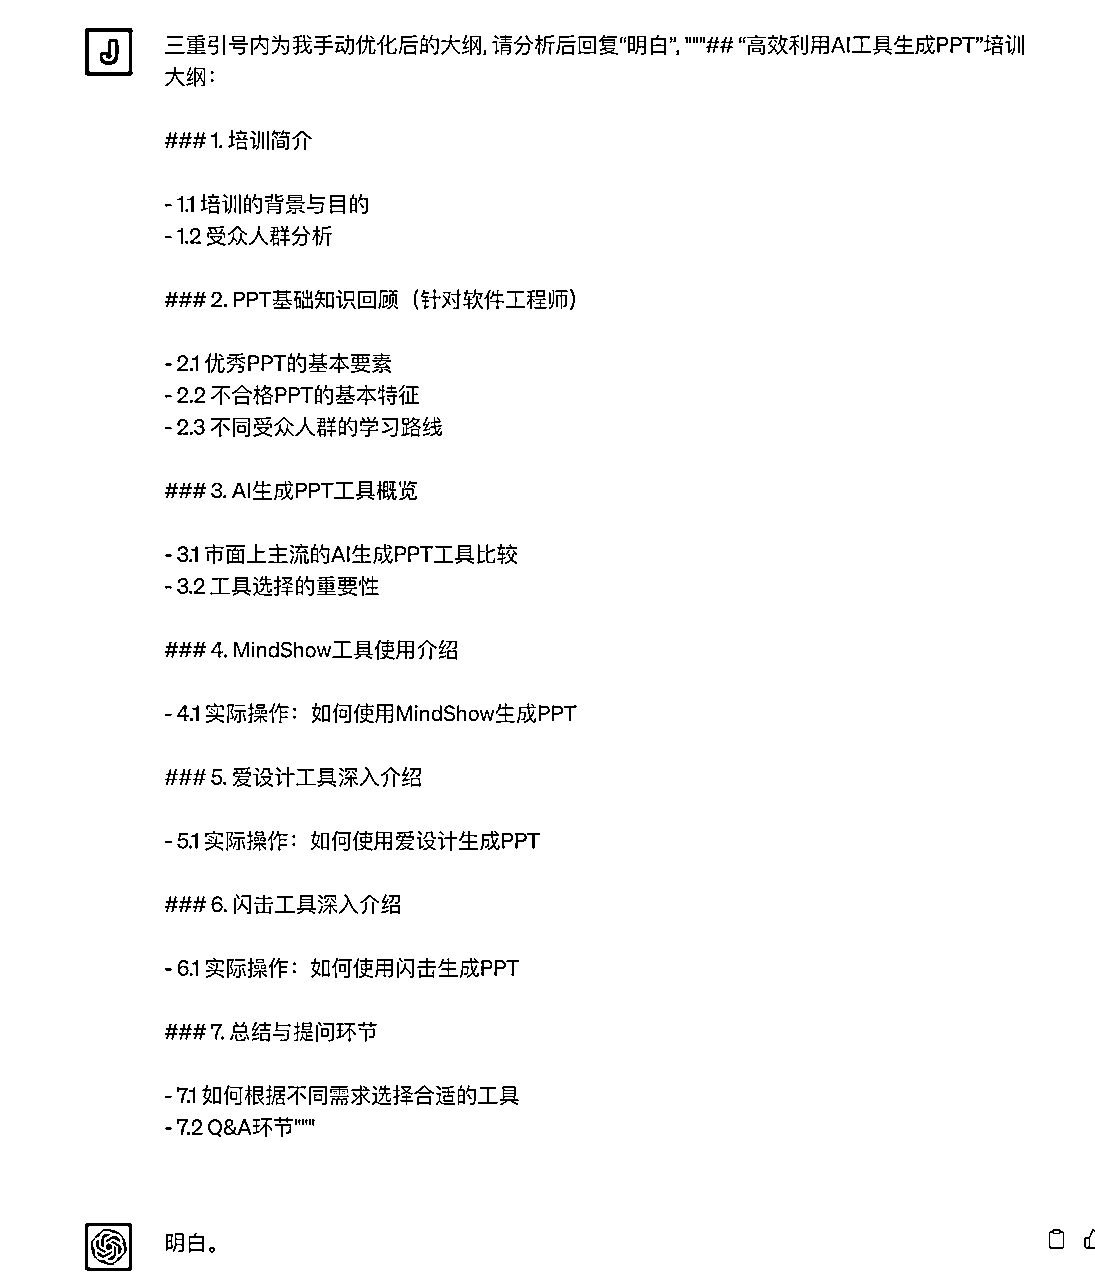 J
三重引号内为我手动优化后的大纲, 请分析后回复“明白”, """## “高效利用AI工具生成PPT”培训
大纲：
### 1. 培训简介
- 1.1 培训的背景与目的
- 1.2 受众人群分析
### 2. PPT基础知识回顾（针对软件工程师）
- 2.1 优秀PPT的基本要素
- 2.2 不合格PPT的基本特征
- 2.3 不同受众人群的学习路线
### 3. AI生成PPT工具概览
- 3.1 市面上主流的AI生成PPT工具比较
- 3.2 工具选择的重要性
### 4. MindShow工具使用介绍
- 4.1 实际操作：如何使用MindShow生成PPT
### 5. 爱设计工具深入介绍
- 5.1 实际操作：如何使用爱设计生成PPT
### 6. 闪击工具深入介绍
- 6.1 实际操作：如何使用闪击生成PPT
### 7. 总结与提问环节
- 7.1 如何根据不同需求选择合适的工具
- 7.2 Q&A环节"""
明白。